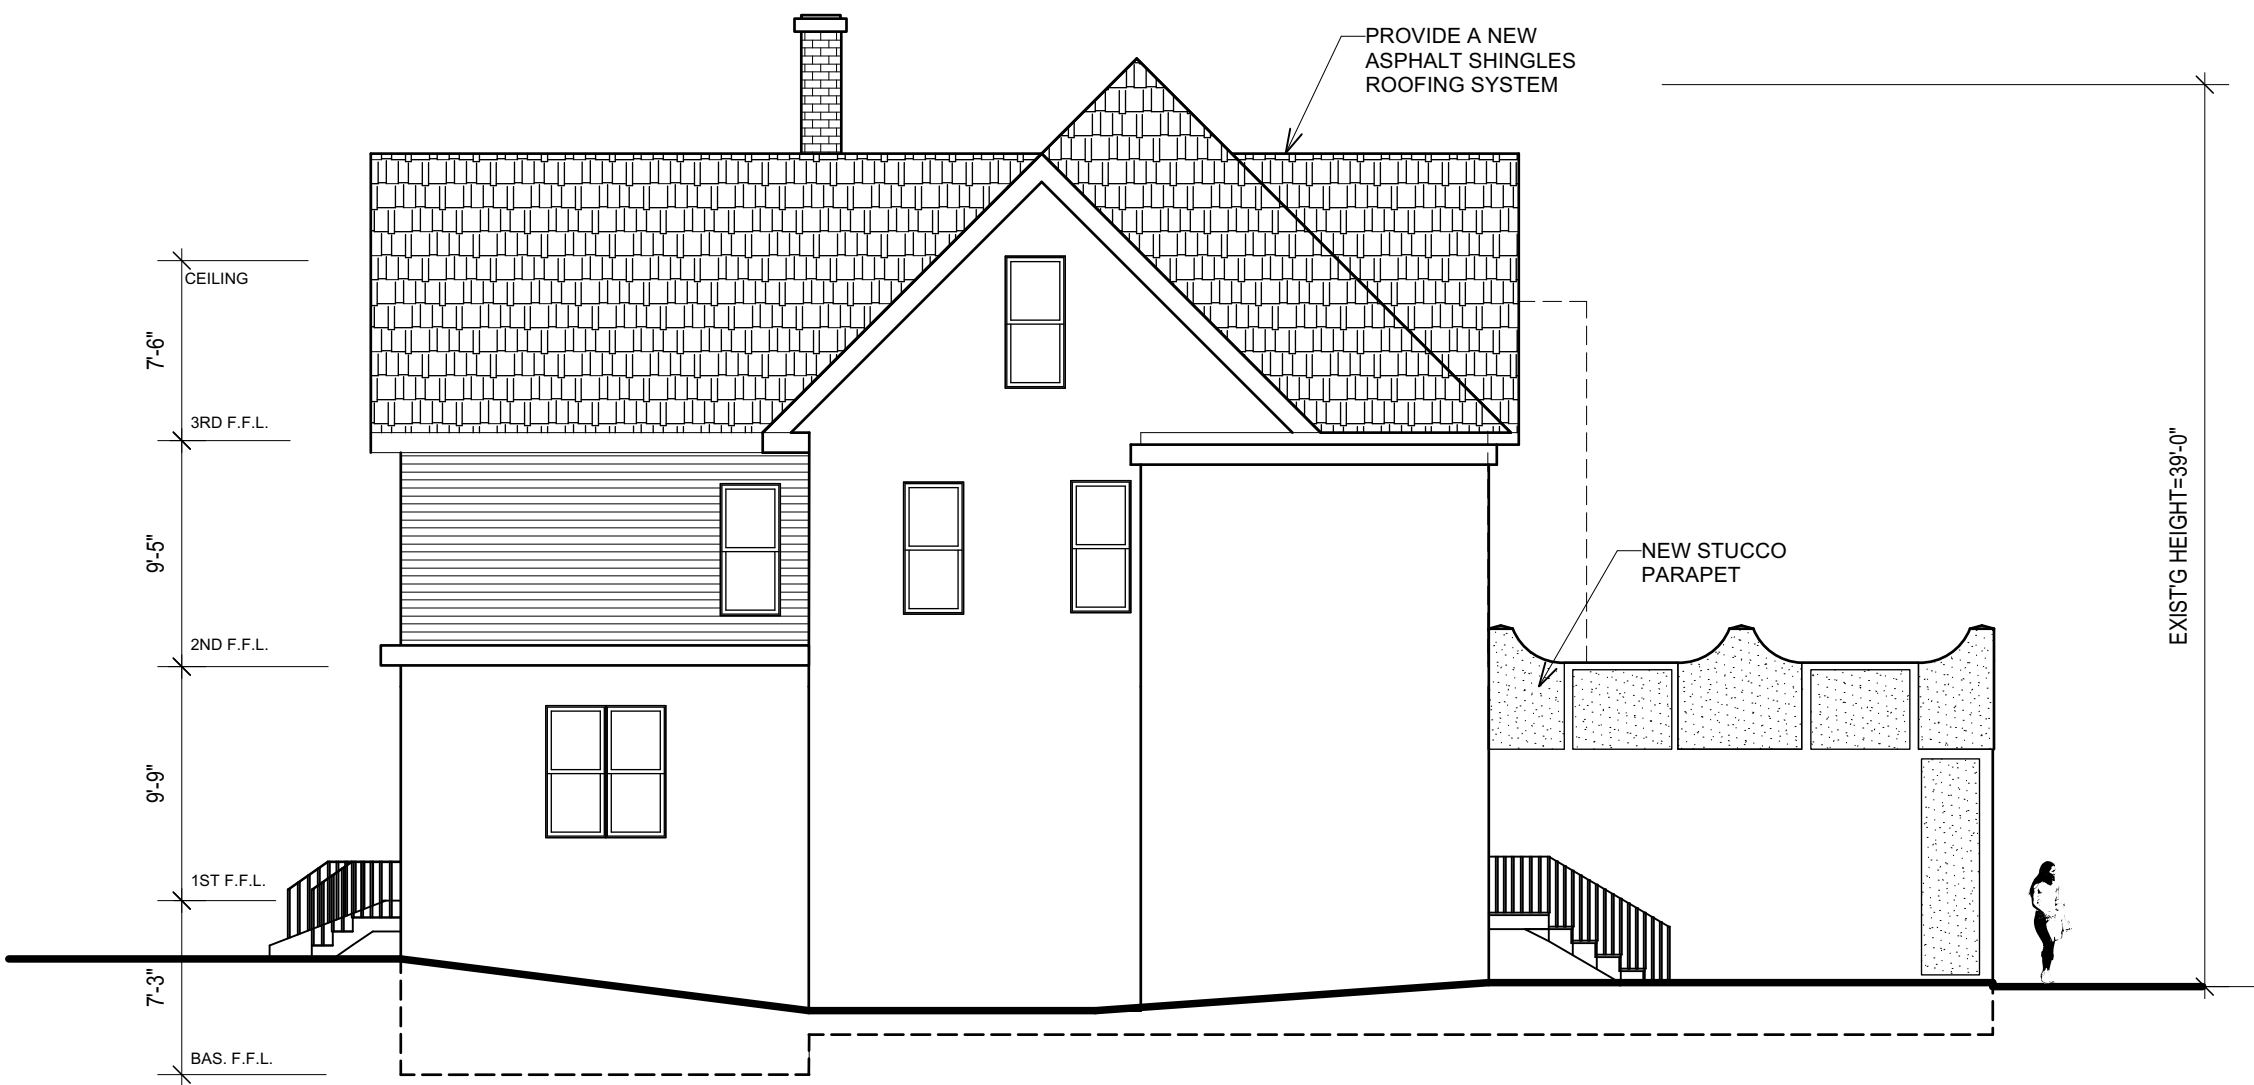 PROVIDE A NEW
ASPHALT SHINGLES
ROOFING SYSTEM
CEILING
7'-6"
3RD F.F.L.
EXIST'G HEIGHT=39'-0"
9'-5"
NEW STUCCO
PARAPET
2ND F.F.L.
9'-9"
1ST F.F.L.
7'-3"
BAS. F.F.L.